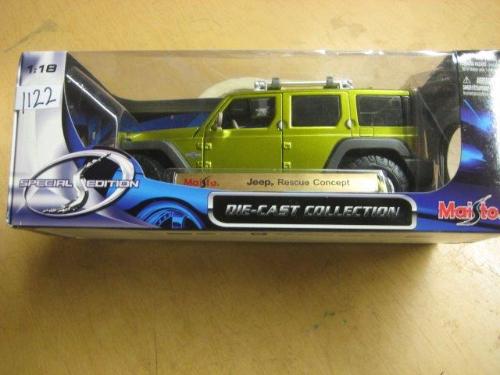 1:18
1122
SPECIAL EDITION
Maisto.
Jeep, Rescue Concept
DIE-CAST COLLECTION
Maisto